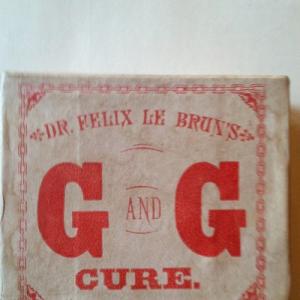 DR. FELIX LE BRUN'S
G AND G
CURE.